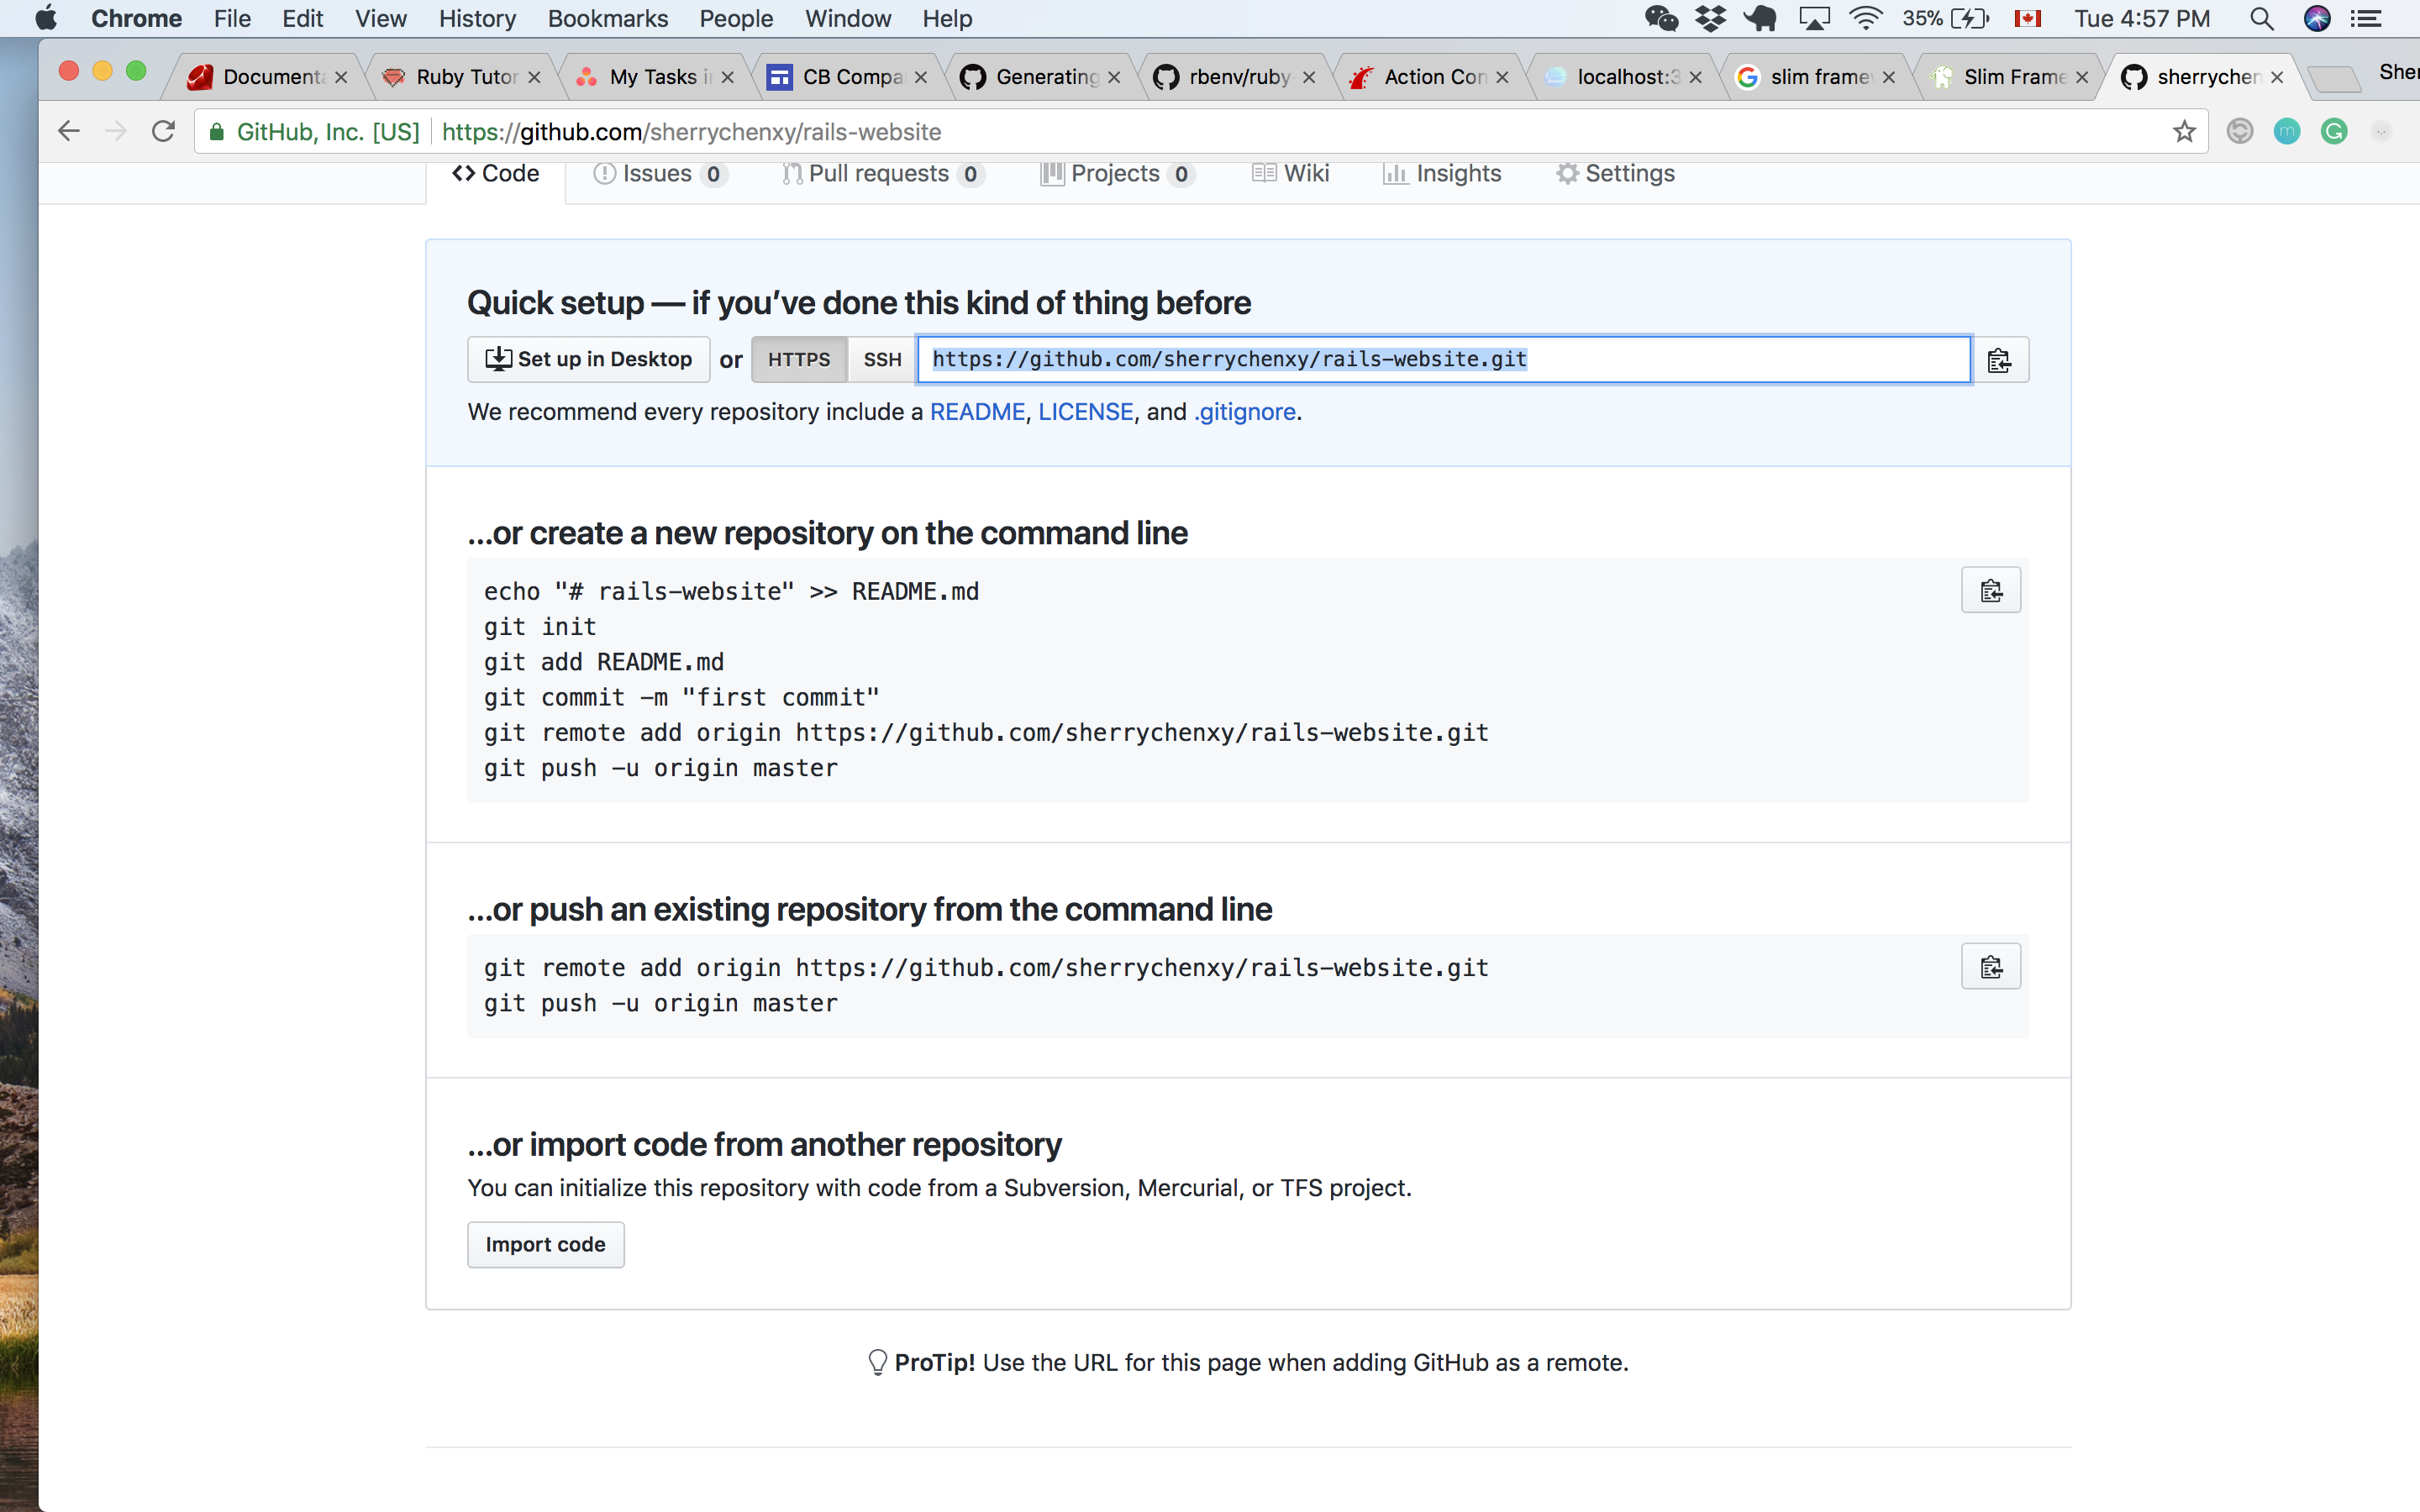 Chrome File Edit View History Bookmarks People Window Help 35% Tue 4:57 PM
Documenta Ruby Tutor My Tasks i CB Compa Generating rbenv/ruby Action Con localhost:3 slim frame Slim Frame sherrychen Sher
GitHub, Inc. [US] https://github.com/sherrychenxy/rails-website
Code Issues 0 Pull requests 0 Projects 0 Wiki Insights Settings
Quick setup — if you’ve done this kind of thing before
Set up in Desktop or HTTPS SSH https://github.com/sherrychenxy/rails-website.git
We recommend every repository include a README, LICENSE, and .gitignore.
…or create a new repository on the command line
echo "# rails-website" >> README.md
git init
git add README.md
git commit -m "first commit"
git remote add origin https://github.com/sherrychenxy/rails-website.git
git push -u origin master
…or push an existing repository from the command line
git remote add origin https://github.com/sherrychenxy/rails-website.git
git push -u origin master
…or import code from another repository
You can initialize this repository with code from a Subversion, Mercurial, or TFS project.
Import code
ProTip! Use the URL for this page when adding GitHub as a remote.